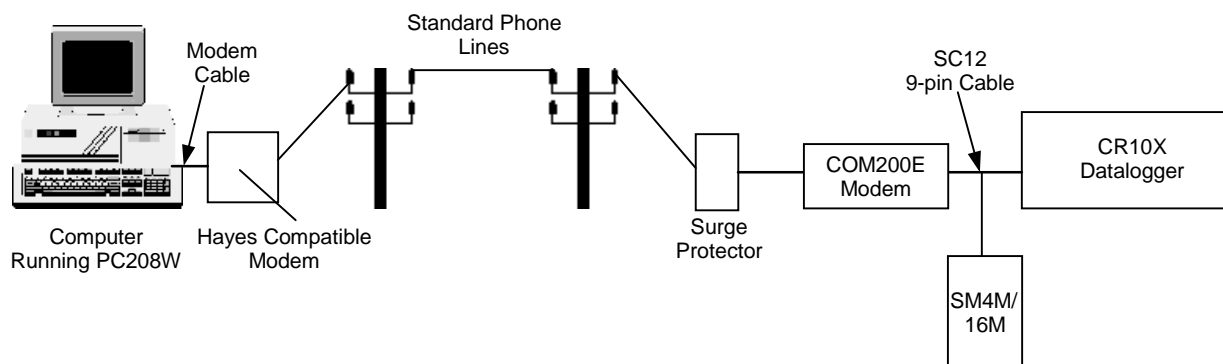 Standard Phone
Lines
Modem
Cable
SC12
9-pin Cable
CR10X
Datalogger
COM200E
Modem
Surge
Protector
Computer
Running PC208W
Hayes Compatible
Modem
SM4M/
16M